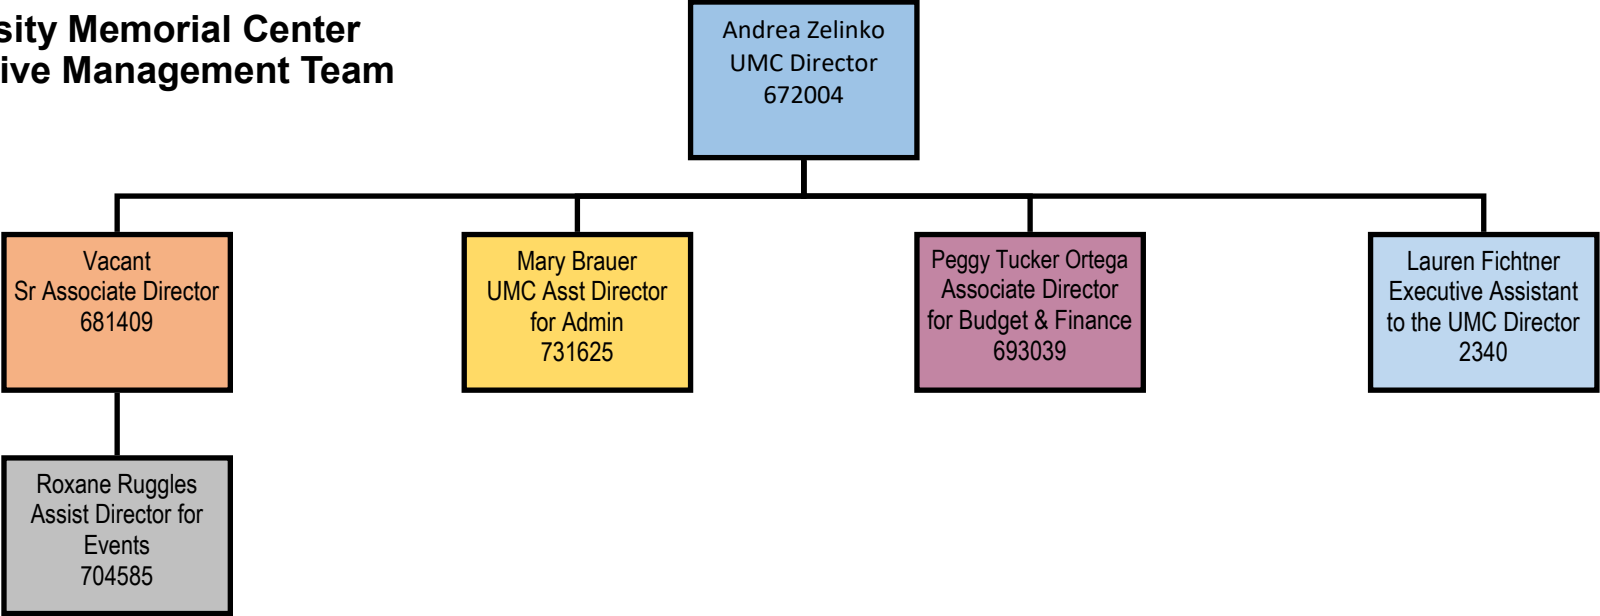 sity Memorial Center
ive Management Team
Andrea Zelinko
UMC Director
672004
Vacant
Sr Associate Director
681409
Mary Brauer
UMC Asst Director
for Admin
731625
Peggy Tucker Ortega
Associate Director
for Budget & Finance
693039
Lauren Fichtner
Executive Assistant
to the UMC Director
2340
Roxane Ruggles
Assist Director for
Events
704585